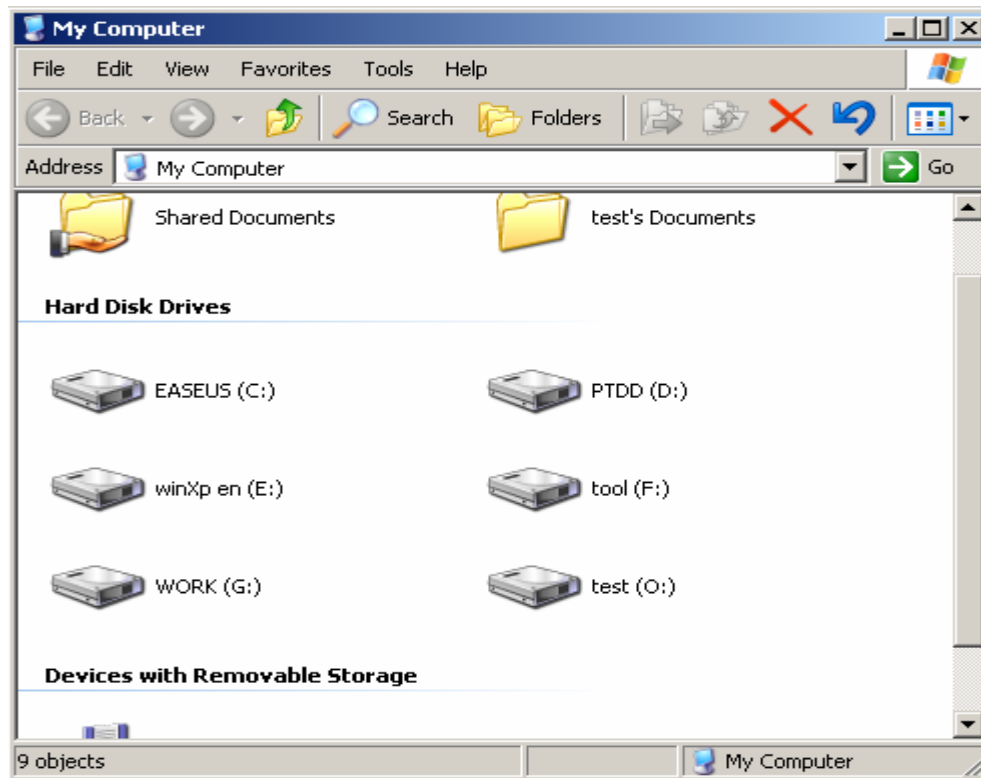 My Computer
File Edit View Favorites Tools Help
Back Search Folders
Address My Computer Go
Shared Documents test's Documents
Hard Disk Drives
EASEUS (C:) PTDD (D:)
winXp en (E:) tool (F:)
WORK (G:) test (O:)
Devices with Removable Storage
9 objects My Computer